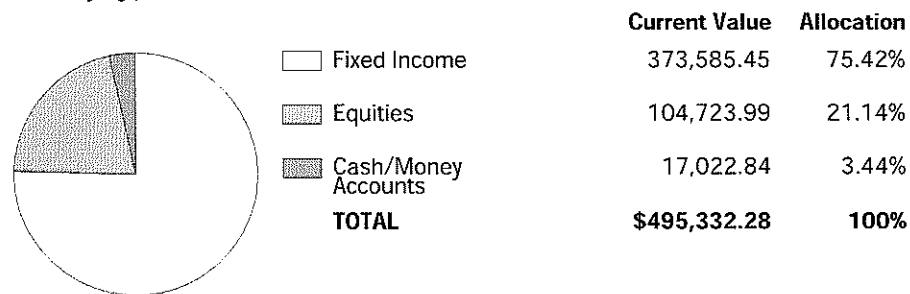 Current Value Allocation
Fixed Income 373,585.45 75.42%
Equities 104,723.99 21.14%
Cash/Money 17,022.84 3.44%
Accounts
TOTAL $495,332.28 100%